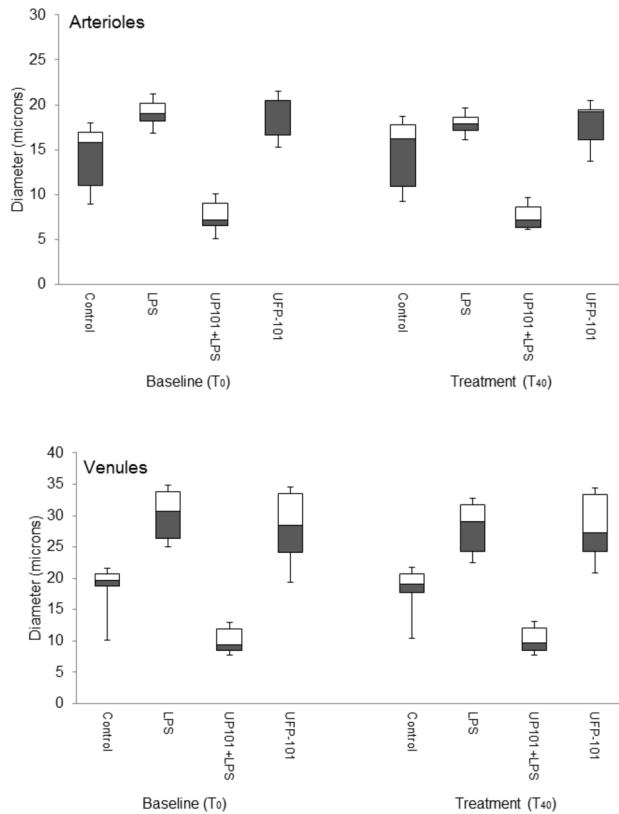 Arterioles
Diameter (microns)
30
25
20
15
10
5
0
Control
LPS
UP101+LPS
UFP-101
Control
LPS
UP101+LPS
UFP-101
Baseline (T0)
Treatment (T40)
Venules
Diameter (microns)
40
35
30
25
20
15
10
5
0
Control
LPS
UP101+LPS
UFP-101
Control
LPS
UP101+LPS
UFP-101
Baseline (T0)
Treatment (T40)